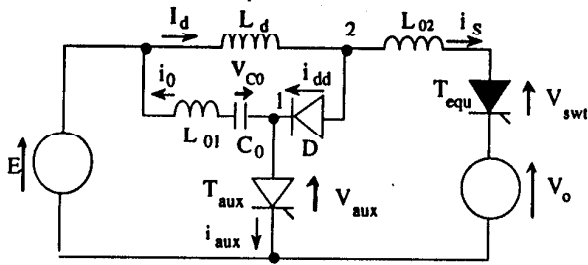 I_d L_d 2 L_02 i_s
i_0 V_C0 1 i_dd
L_01 C_0 D T_equ V_swt
E
T_aux V_aux V_o
i_aux